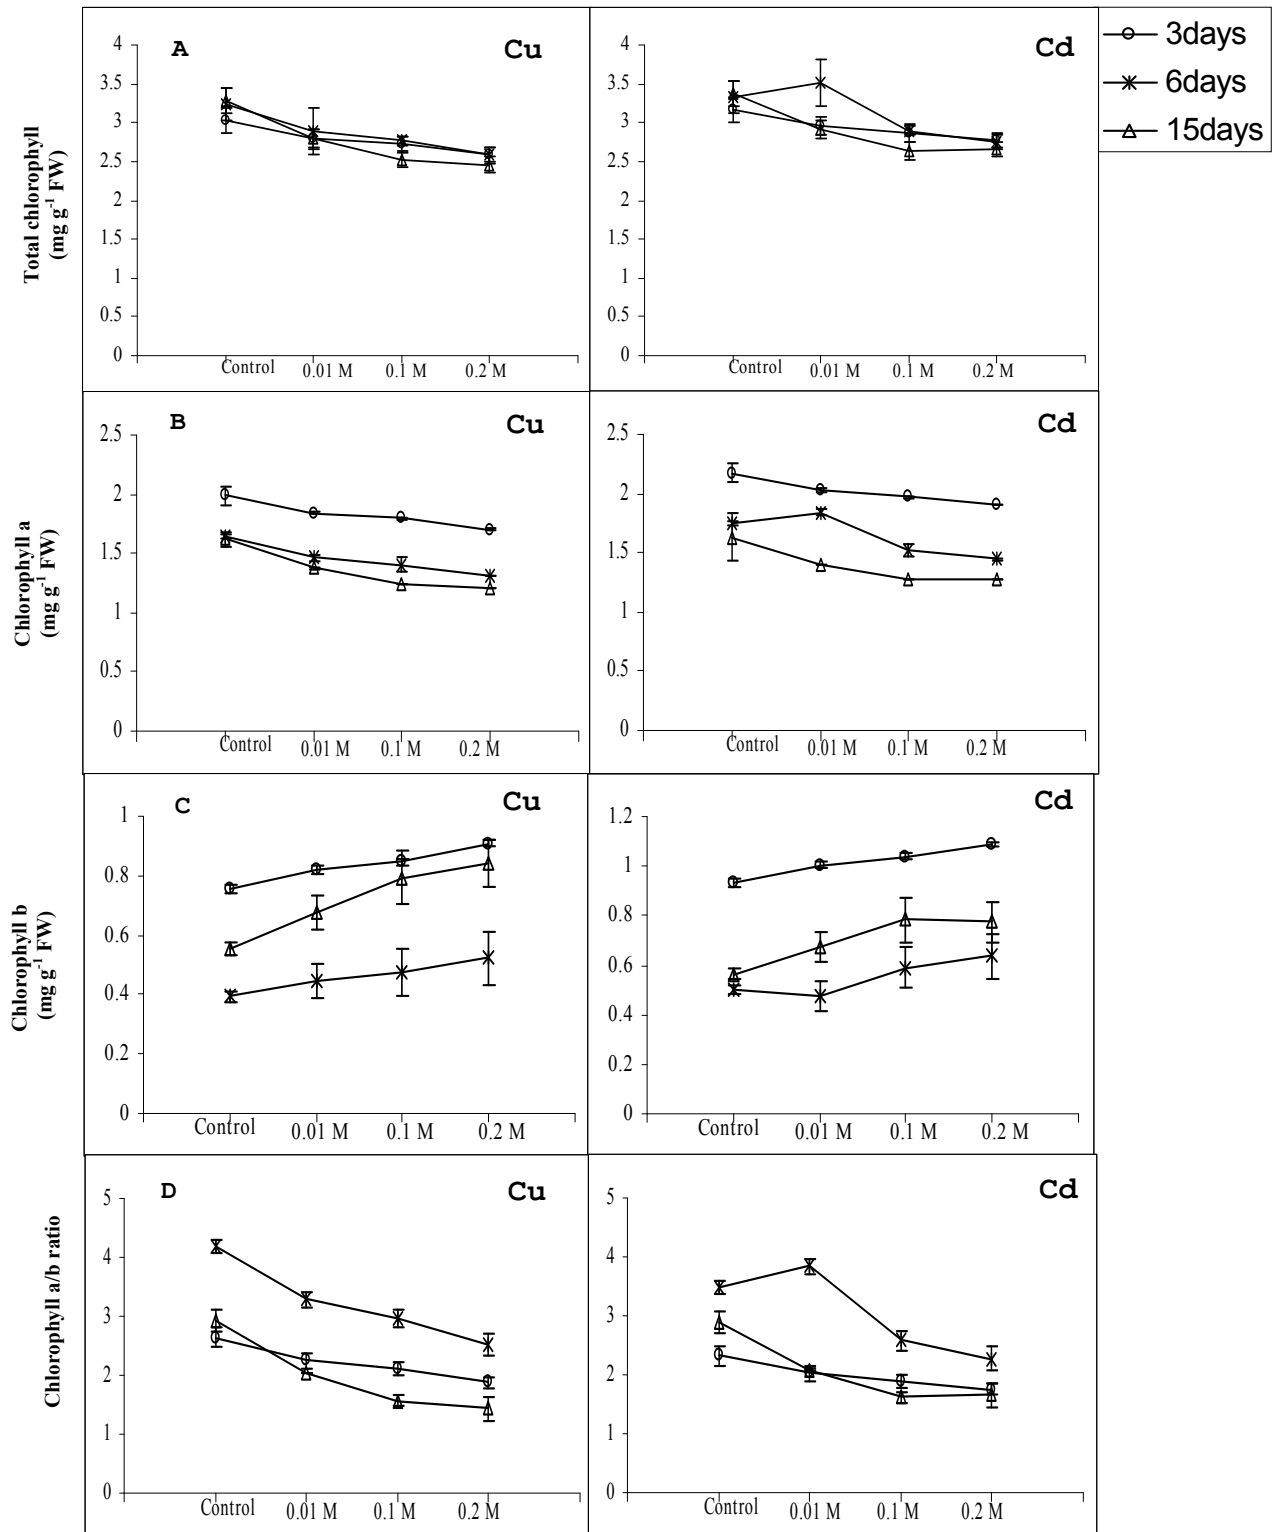 A Cu
4
3.5
3
2.5
2
1.5
1
0.5
0
Control 0.01 M 0.1 M 0.2 M
Total chlorophyll
(mg g-1 FW)
Cd
4
3.5
3
2.5
2
1.5
1
0.5
0
Control 0.01 M 0.1 M 0.2 M
3days
6days
15days
B Cu
2.5
2
1.5
1
0.5
0
Control 0.01 M 0.1 M 0.2 M
Chlorophyll a
(mg g-1 FW)
Cd
2.5
2
1.5
1
0.5
0
Control 0.01 M 0.1 M 0.2 M
C Cu
1
0.8
0.6
0.4
0.2
0
Control 0.01 M 0.1 M 0.2 M
Chlorophyll b
(mg g-1 FW)
Cd
1.2
1
0.8
0.6
0.4
0.2
0
Control 0.01 M 0.1 M 0.2 M
D Cu
5
4
3
2
1
0
Control 0.01 M 0.1 M 0.2 M
Chlorophyll a/b ratio
Cd
5
4
3
2
1
0
Control 0.01 M 0.1 M 0.2 M